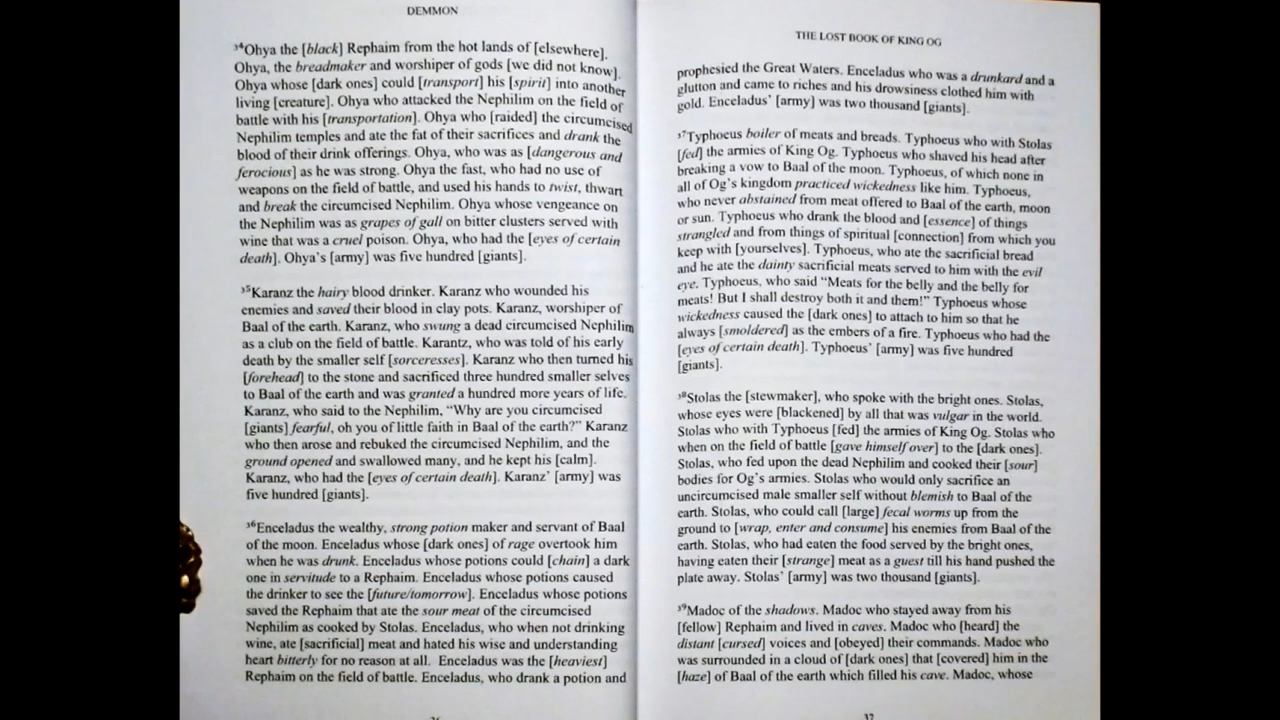 DEMMON
³⁴Ohya the [black] Rephaim from the hot lands of [elsewhere].
Ohya, the breadmaker and worshiper of gods [we did not know].
Ohya whose [dark ones] could [transport] his [spirit] into another
living [creature]. Ohya who attacked the Nephilim on the field of
battle with his [transportation]. Ohya who [raided] the circumcised
Nephilim temples and ate the fat of their sacrifices and drank the
blood of their drink offerings. Ohya, who was as [dangerous and
ferocious] as he was strong. Ohya the fast, who had no use of
weapons on the field of battle, and used his hands to twist, thwart
and break the circumcised Nephilim. Ohya whose vengeance on
the Nephilim was as grapes of gall on bitter clusters served with
wine that was a cruel poison. Ohya, who had the [eyes of certain
death]. Ohya's [army] was five hundred [giants].
³⁵Karanz the hairy blood drinker. Karanz who wounded his
enemies and saved their blood in clay pots. Karanz, worshiper of
Baal of the earth. Karanz, who swung a dead circumcised Nephilim
as a club on the field of battle. Karantz, who was told of his early
death by the smaller self [sorceresses]. Karanz who then turned his
[forehead] to the stone and sacrificed three hundred smaller selves
to Baal of the earth and was granted a hundred more years of life.
Karanz, who said to the Nephilim, "Why are you circumcised
[giants] fearful, oh you of little faith in Baal of the earth?" Karanz
who then arose and rebuked the circumcised Nephilim, and the
ground opened and swallowed many, and he kept his [calm].
Karanz, who had the [eyes of certain death]. Karanz' [army] was
five hundred [giants].
³⁶Enceladus the wealthy, strong potion maker and servant of Baal
of the moon. Enceladus whose [dark ones] of rage overtook him
when he was drunk. Enceladus whose potions could [chain] a dark
one in servitude to a Rephaim. Enceladus whose potions caused
the drinker to see the [future/tomorrow]. Enceladus whose potions
saved the Rephaim that ate the sour meat of the circumcised
Nephilim as cooked by Stolas. Enceladus, who when not drinking
wine, ate [sacrificial] meat and hated his wise and understanding
heart bitterly for no reason at all. Enceladus was the [heaviest]
Rephaim on the field of battle. Enceladus, who drank a potion and
THE LOST BOOK OF KING OG
prophesied the Great Waters. Enceladus who was a drunkard and a
glutton and came to riches and his drowsiness clothed him with
gold. Enceladus' [army] was two thousand [giants].
³⁷Typhoeus boiler of meats and breads. Typhoeus who with Stolas
[fed] the armies of King Og. Typhoeus who shaved his head after
breaking a vow to Baal of the moon. Typhoeus, of which none in
all of Og's kingdom practiced wickedness like him. Typhoeus,
who never abstained from meat offered to Baal of the earth, moon
or sun. Typhoeus who drank the blood and [essence] of things
strangled and from things of spiritual [connection] from which you
keep with [yourselves]. Typhoeus, who ate the sacrificial bread
and he ate the dainty sacrificial meats served to him with the evil
eye. Typhoeus, who said "Meats for the belly and the belly for
meats! But I shall destroy both it and them!" Typhoeus whose
wickedness caused the [dark ones] to attach to him so that he
always [smoldered] as the embers of a fire. Typhoeus who had the
[eyes of certain death]. Typhoeus' [army] was five hundred
[giants].
³⁸Stolas the [stewmaker], who spoke with the bright ones. Stolas,
whose eyes were [blackened] by all that was vulgar in the world.
Stolas who with Typhoeus [fed] the armies of King Og. Stolas who
when on the field of battle [gave himself over] to the [dark ones].
Stolas, who fed upon the dead Nephilim and cooked their [sour]
bodies for Og's armies. Stolas who would only sacrifice an
uncircumcised male smaller self without blemish to Baal of the
earth. Stolas, who could call [large] fecal worms up from the
ground to [wrap, enter and consume] his enemies from Baal of the
earth. Stolas, who had eaten the food served by the bright ones,
having eaten their [strange] meat as a guest till his hand pushed the
plate away. Stolas' [army] was two thousand [giants].
³⁹Madoc of the shadows. Madoc who stayed away from his
[fellow] Rephaim and lived in caves. Madoc who [heard] the
distant [cursed] voices and [obeyed] their commands. Madoc who
was surrounded in a cloud of [dark ones] that [covered] him in the
[haze] of Baal of the earth which filled his cave. Madoc, whose